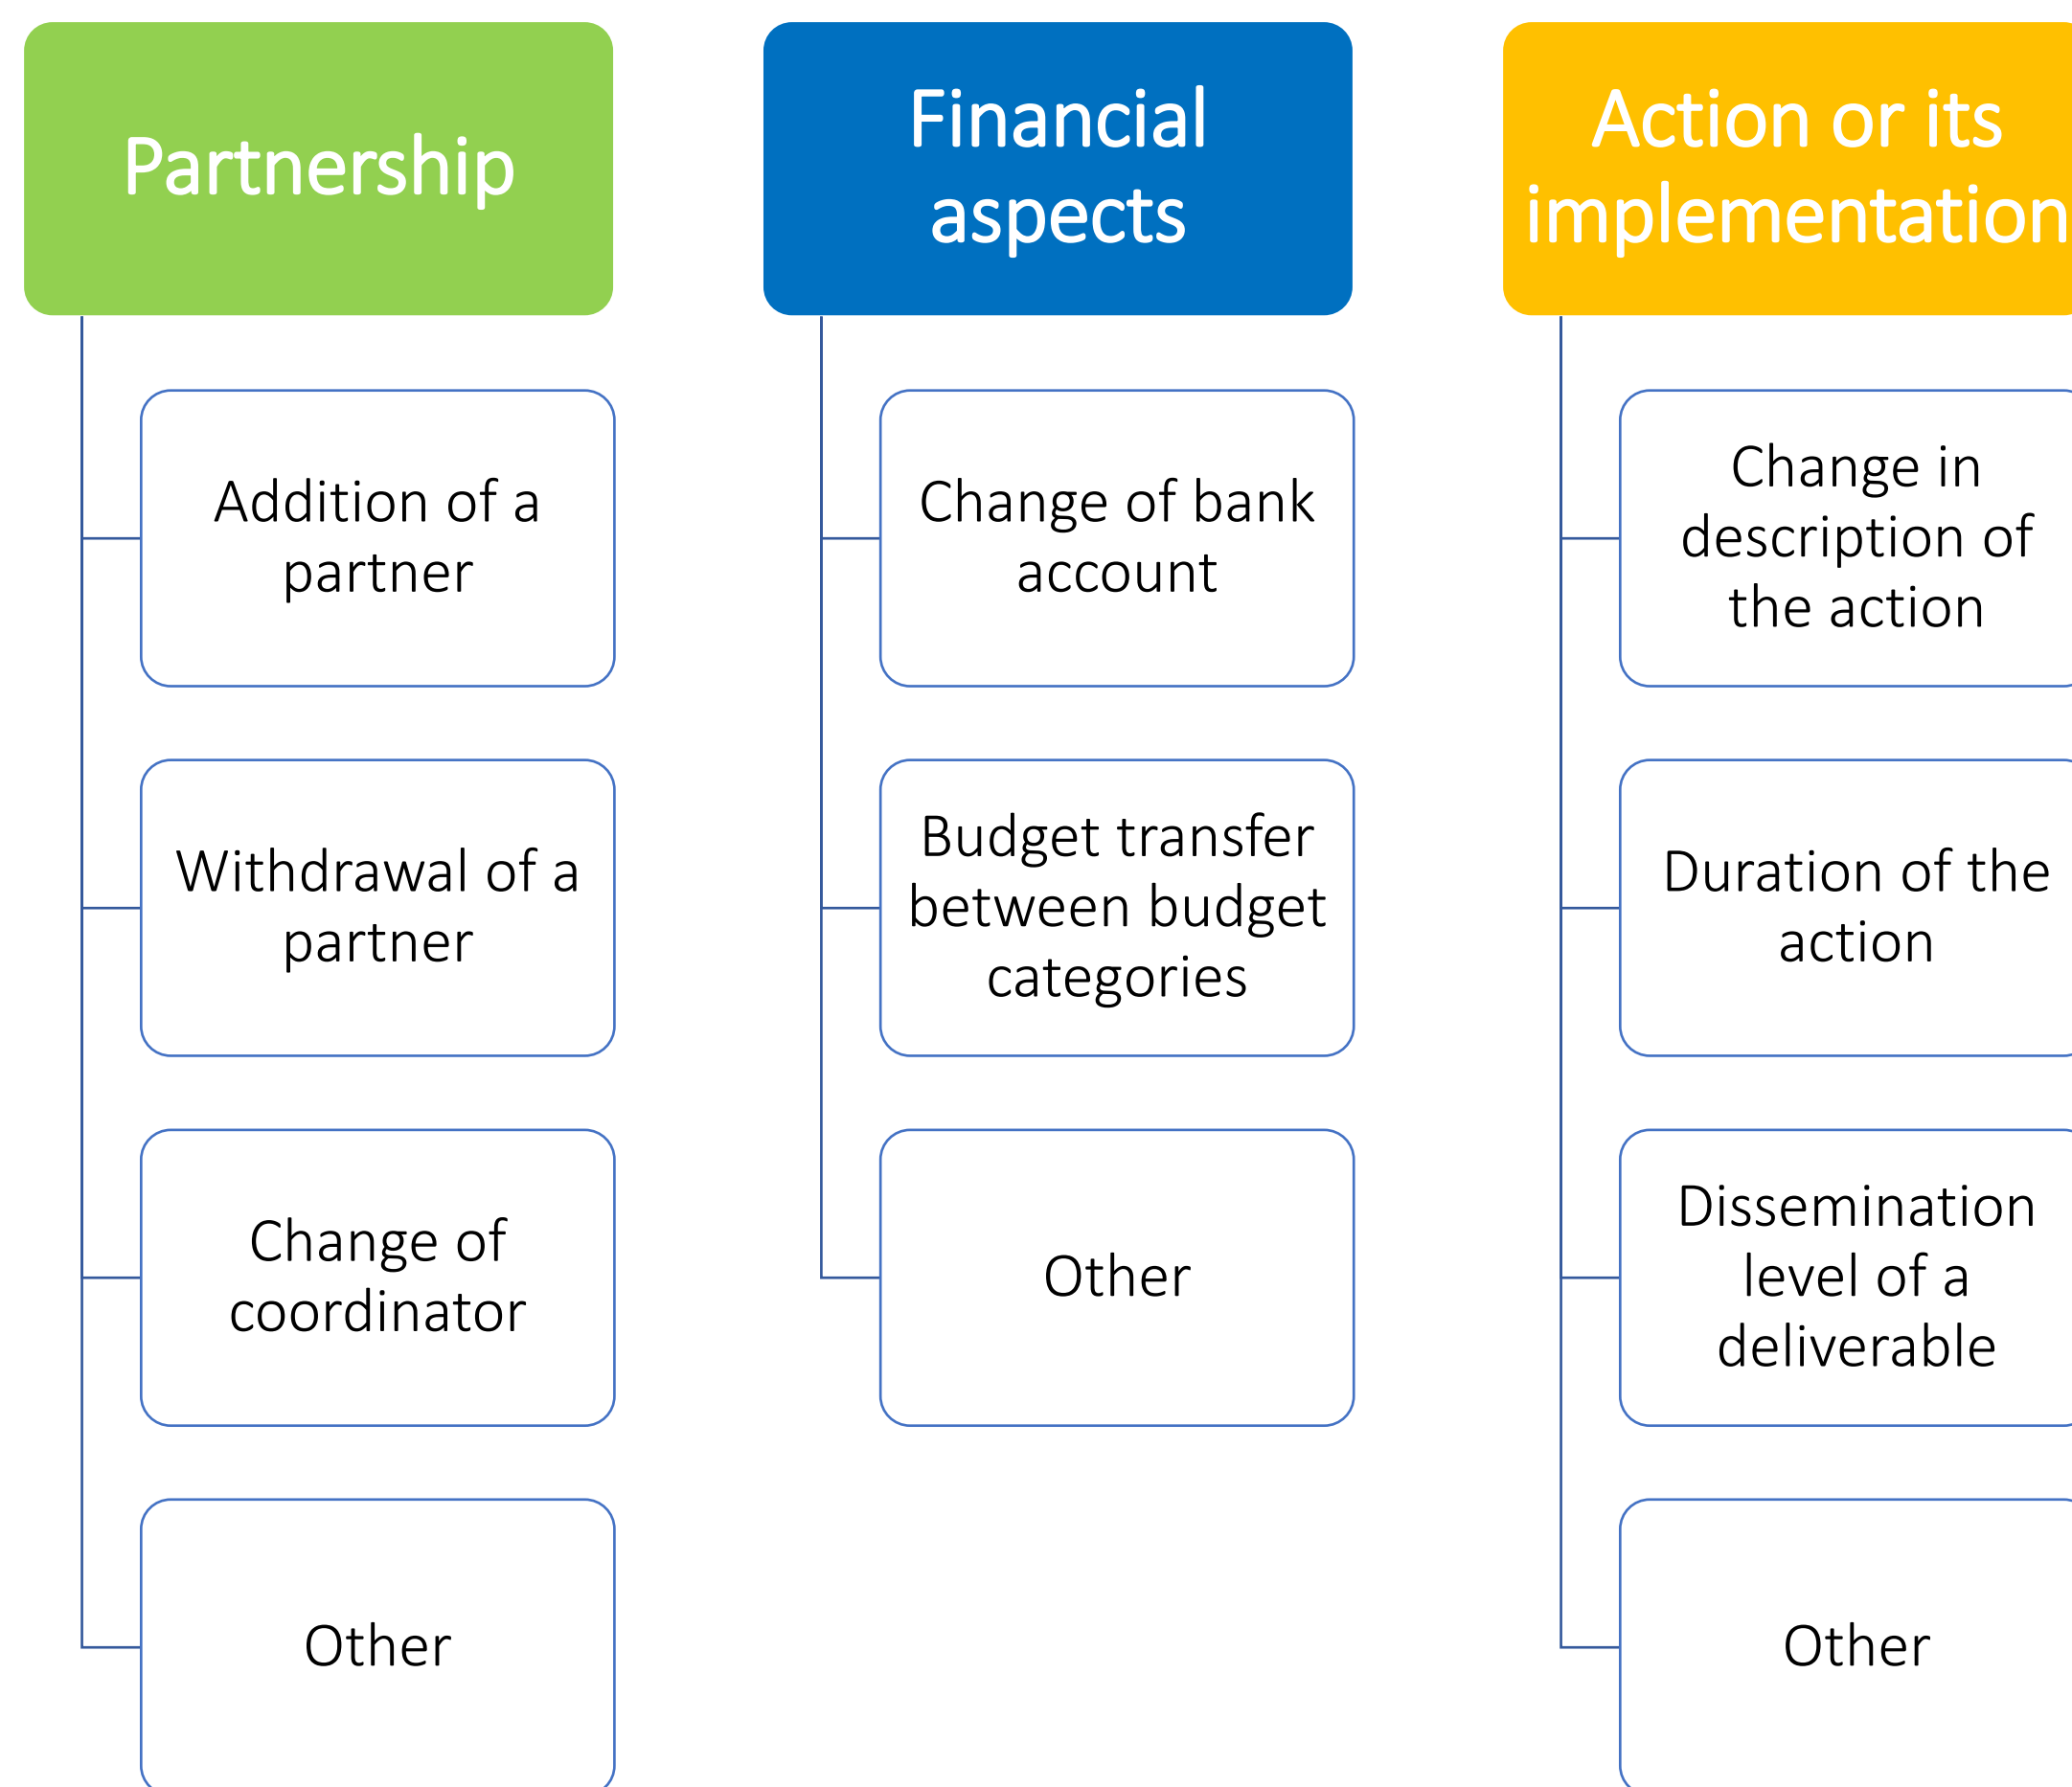 Partnership
Addition of a
partner
Withdrawal of a
partner
Change of
coordinator
Other
Financial
aspects
Change of bank
account
Budget transfer
between budget
categories
Other
Action or its
implementation
Change in
description of
the action
Duration of the
action
Dissemination
level of a
deliverable
Other